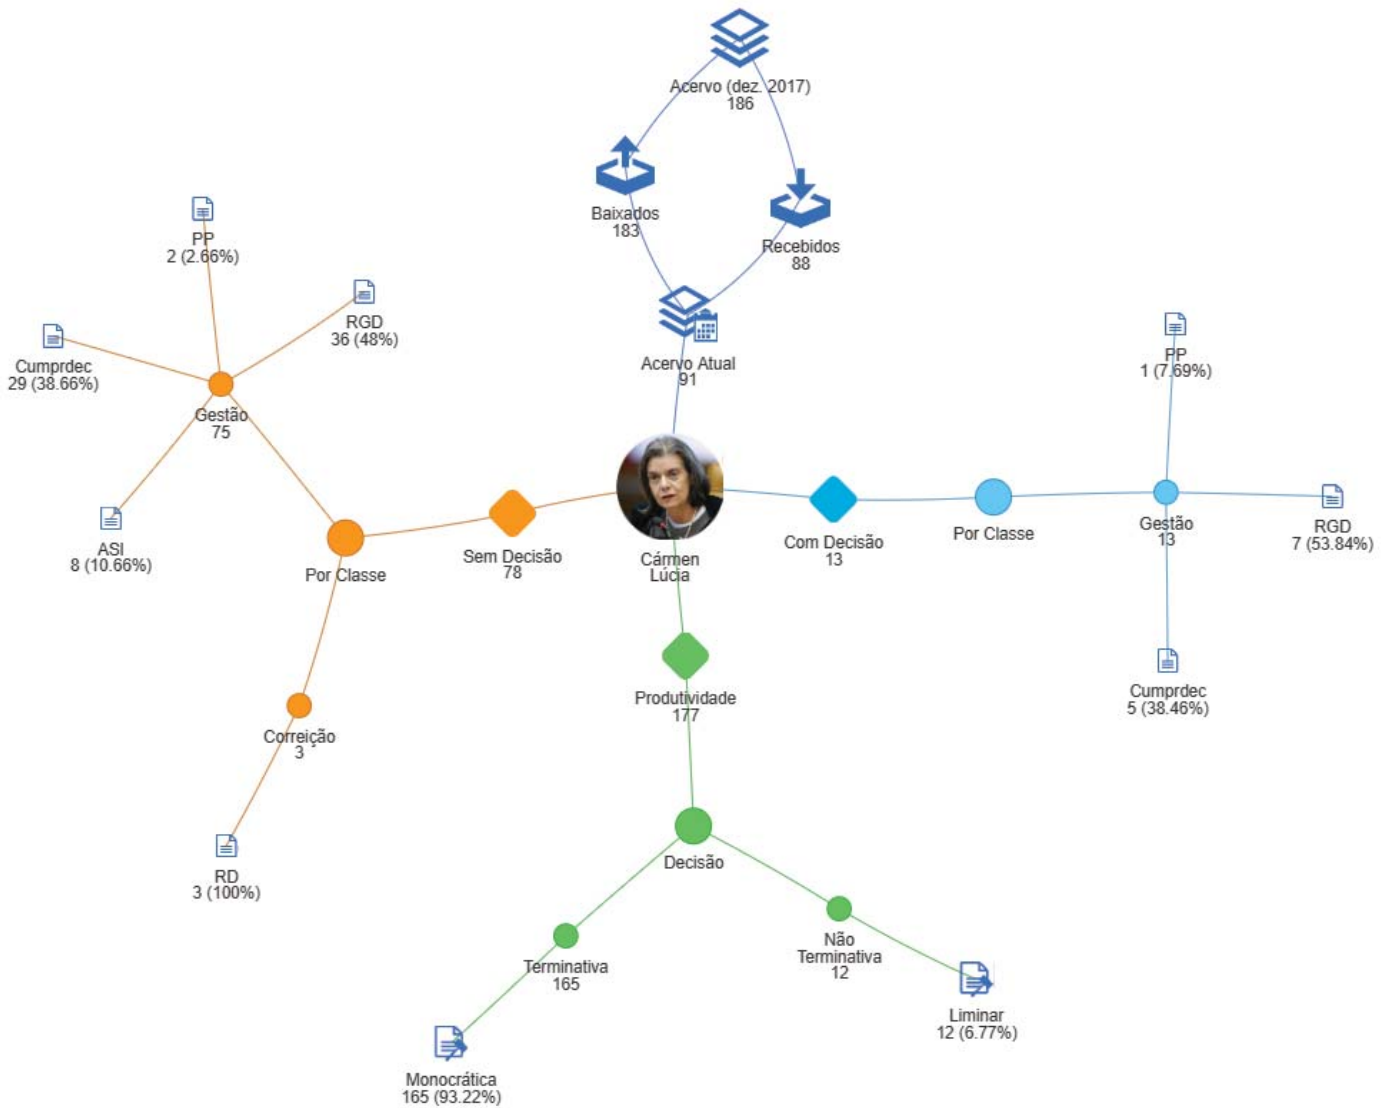 Acervo (dez. 2017)
186
Baixados
183
Recebidos
88
Acervo Atual
91
PP
2 (2.66%)
RGD
36 (48%)
Cumprdec
29 (38.66%)
Gestão
75
ASI
8 (10.66%)
Por Classe
Sem Decisão
78
Correição
3
RD
3 (100%)
Cármen
Lúcia
Com Decisão
13
Por Classe
Gestão
13
PP
1 (7.69%)
RGD
7 (53.84%)
Cumprdec
5 (38.46%)
Produtividade
177
Decisão
Terminativa
165
Monocrática
165 (93.22%)
Não
Terminativa
12
Liminar
12 (6.77%)